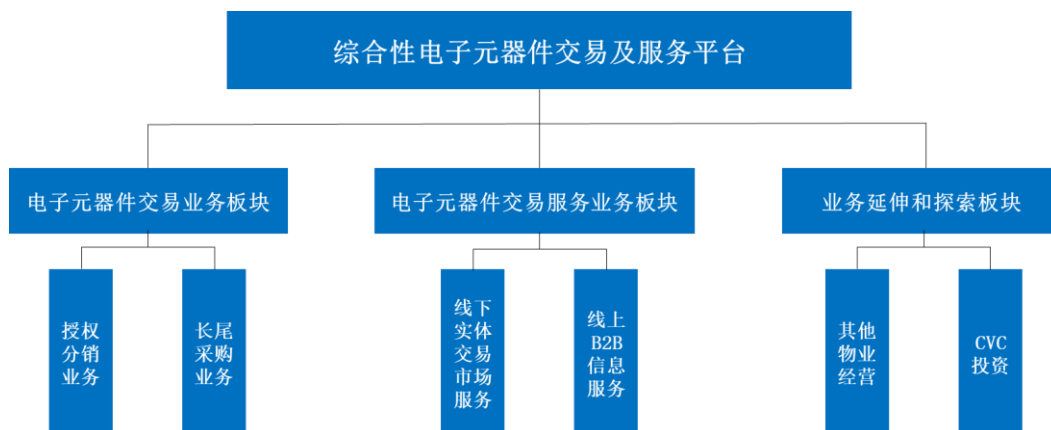 综合性电子元器件交易及服务平台
电子元器件交易业务板块
电子元器件交易服务业务板块
业务延伸和探索板块
授权
分销
业务
长尾
采购
业务
线下
实体
交易
市场
服务
线上
B2B
信息
服务
其他
物业
经营
CVC
投资